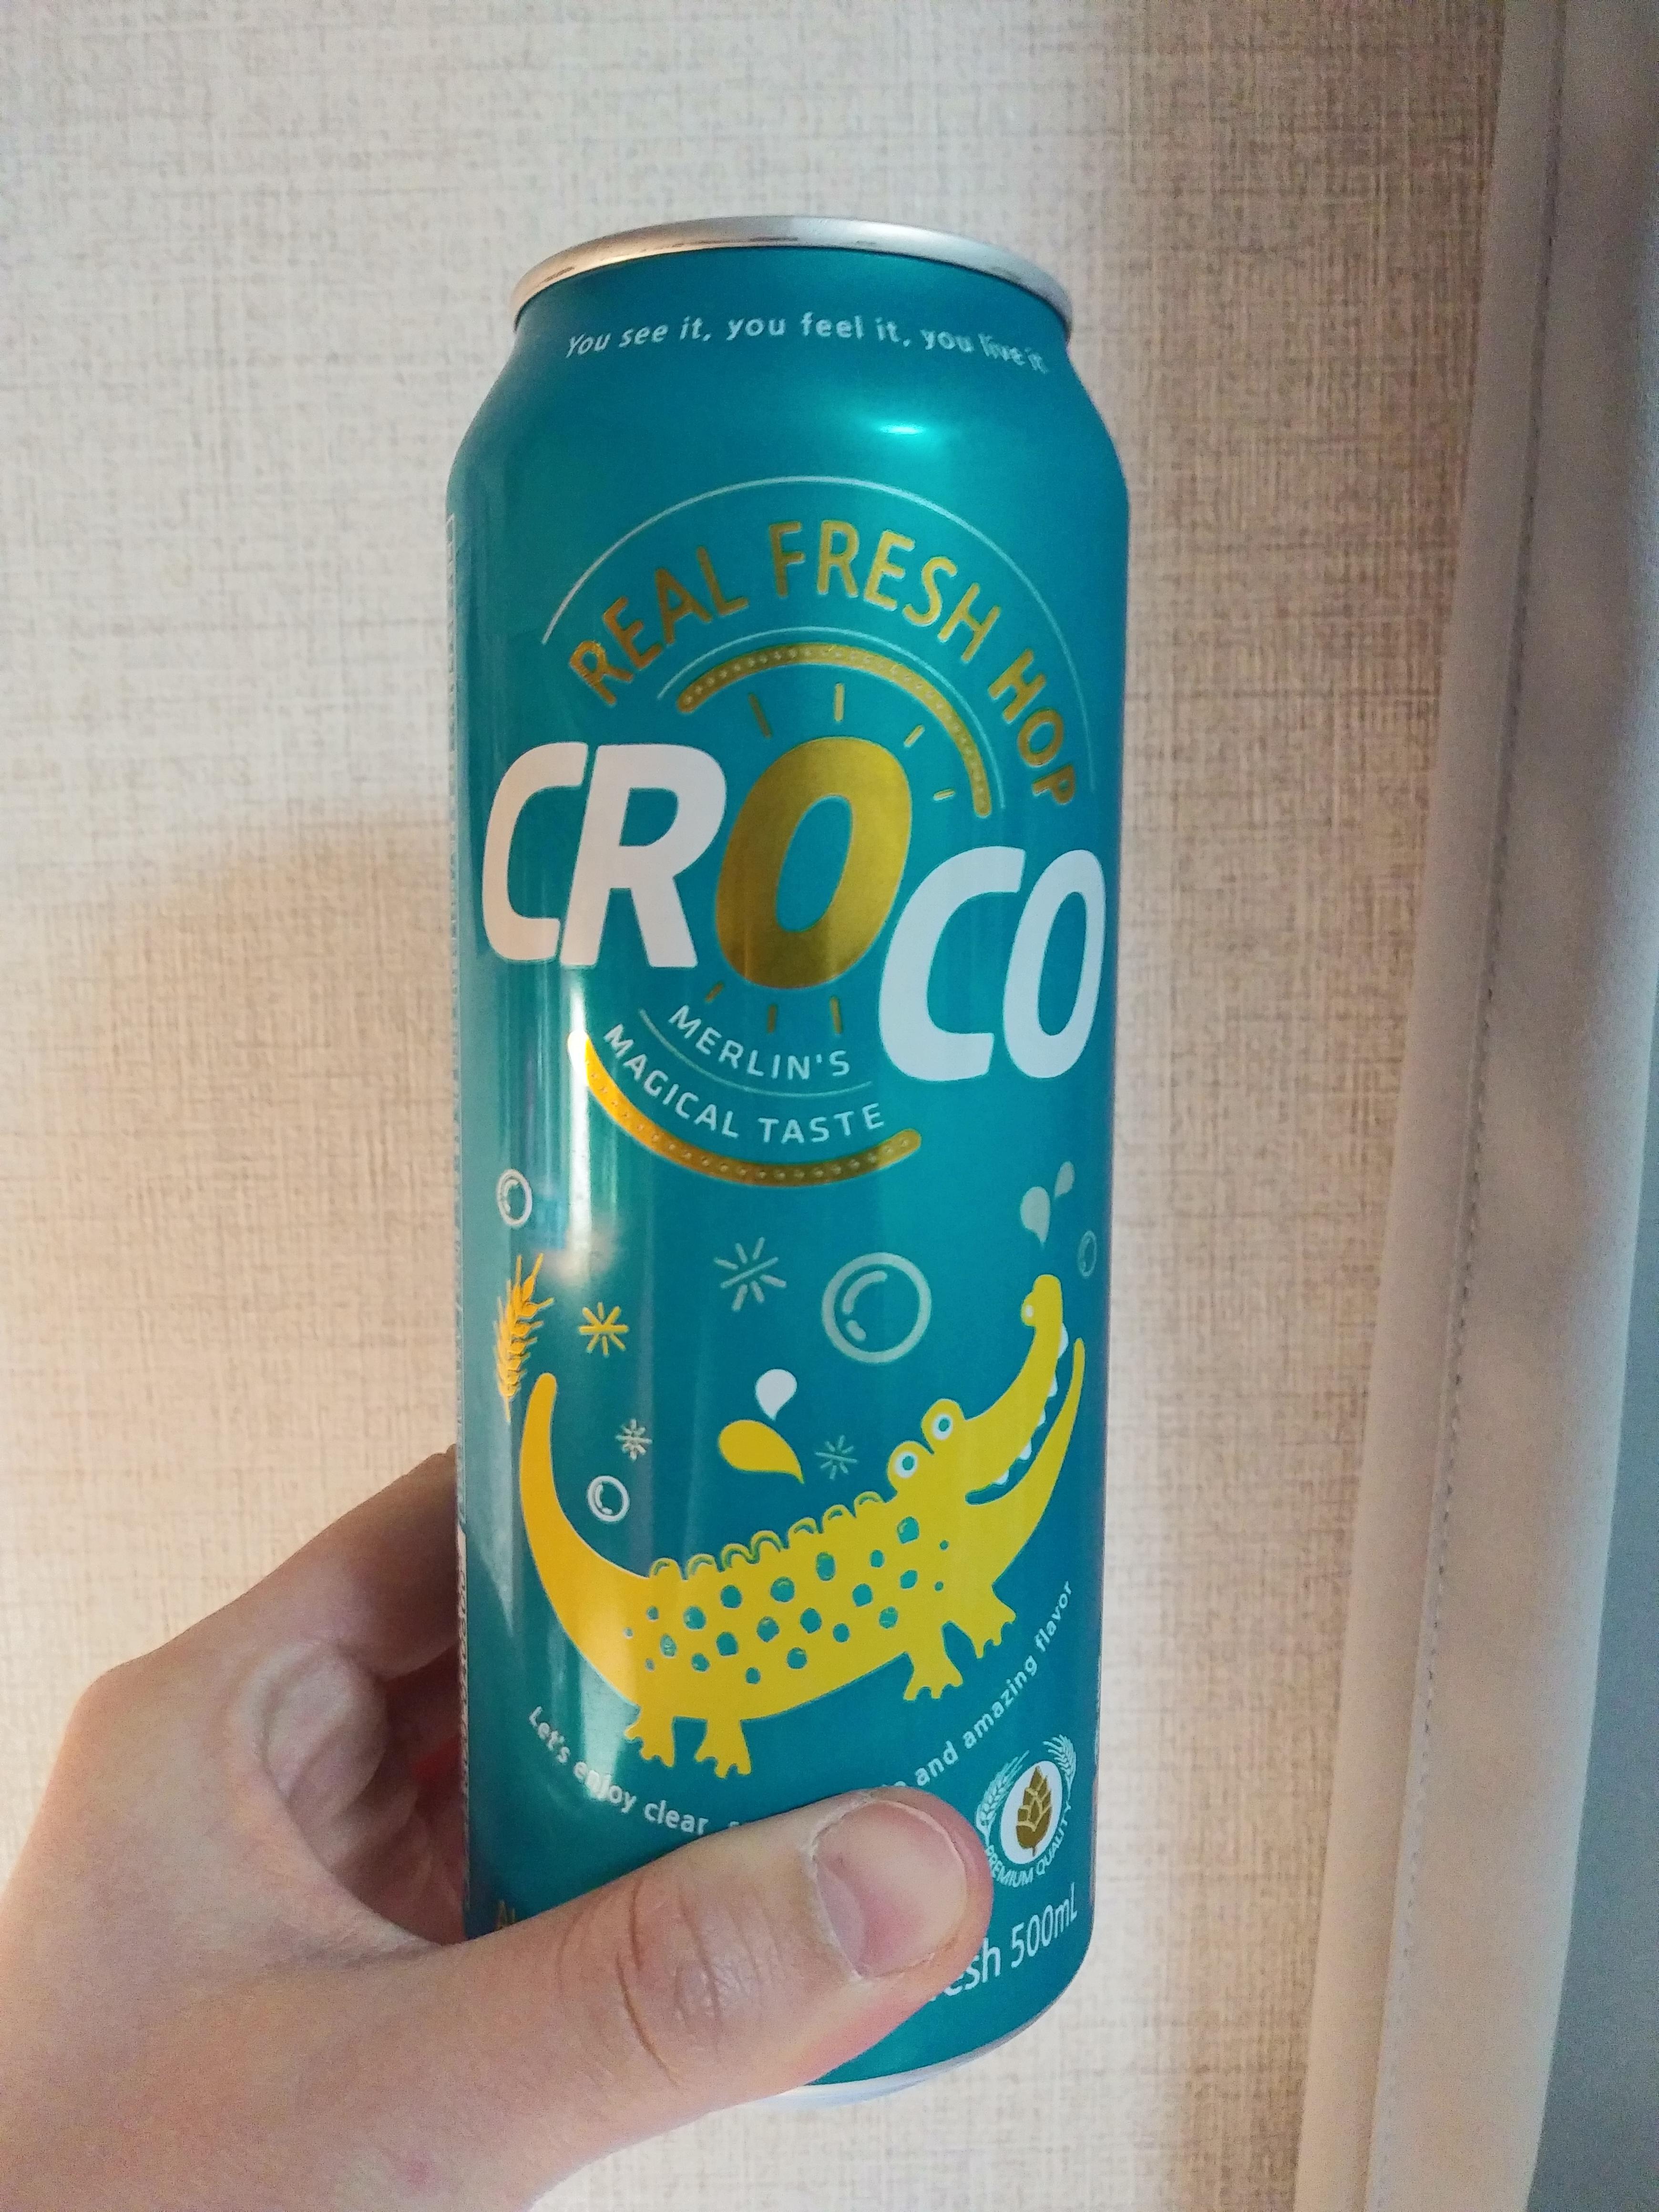 You see it, you feel it, you live it
REAL FRESH HOP
CROCO
MERLIN'S
MAGICAL TASTE
Let's enjoy clear, and amazing flavor
PREMIUM QUALITY
500mL